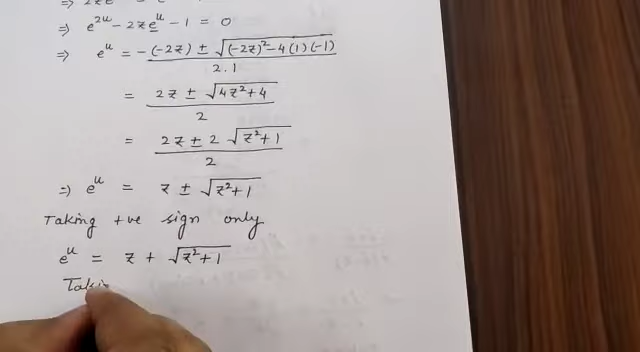 ⇒ e^{2u} - 2z e^u - 1 = 0
⇒ e^u = -(-2z) ± √((-2z)² - 4(1)(-1)) / 2.1
= 2z ± √(4z²+4) / 2
= 2z ± 2√(z²+1) / 2
⇒ e^u = z ± √(z²+1)
Taking +ve sign only
e^u = z + √(z²+1)
Takin